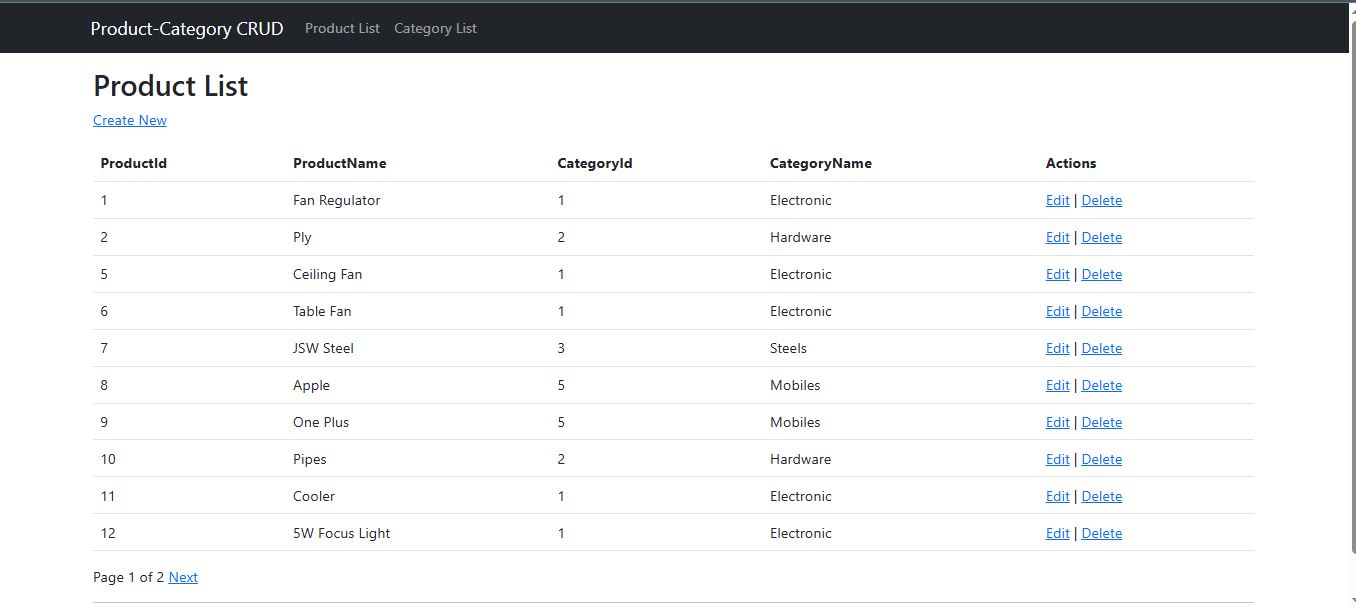 Product-Category CRUD Product List Category List
Product List
Create New
ProductId ProductName CategoryId CategoryName Actions
1 Fan Regulator 1 Electronic Edit | Delete
2 Ply 2 Hardware Edit | Delete
5 Ceiling Fan 1 Electronic Edit | Delete
6 Table Fan 1 Electronic Edit | Delete
7 JSW Steel 3 Steels Edit | Delete
8 Apple 5 Mobiles Edit | Delete
9 One Plus 5 Mobiles Edit | Delete
10 Pipes 2 Hardware Edit | Delete
11 Cooler 1 Electronic Edit | Delete
12 5W Focus Light 1 Electronic Edit | Delete
Page 1 of 2 Next